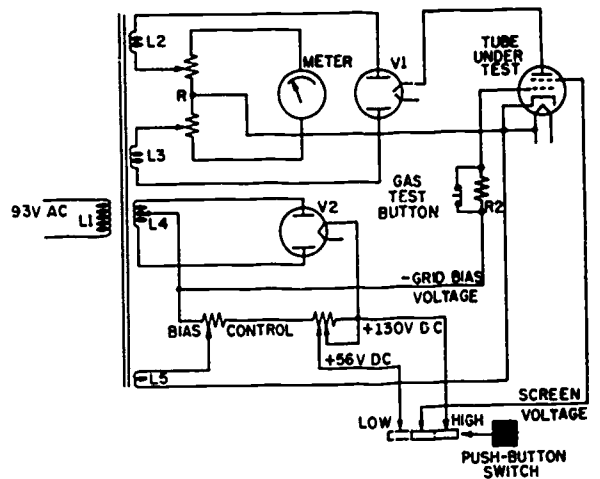 L2
METER
V1
TUBE
UNDER
TEST
R
L3
GAS
TEST
BUTTON
R2
93V AC
L1
L4
V2
-GRID BIAS
VOLTAGE
BIAS CONTROL
+130V DC
+56V DC
L5
SCREEN
VOLTAGE
LOW
HIGH
PUSH-BUTTON
SWITCH